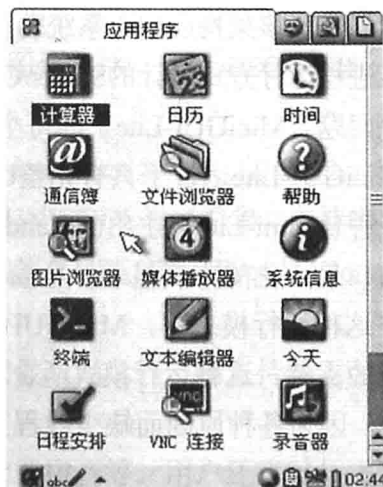 应用程序
计算器 日历 时间
通信簿 文件浏览器 帮助
图片浏览器 媒体播放器 系统信息
终端 文本编辑器 今天
日程安排 VNC 连接 录音器
abc 02:44